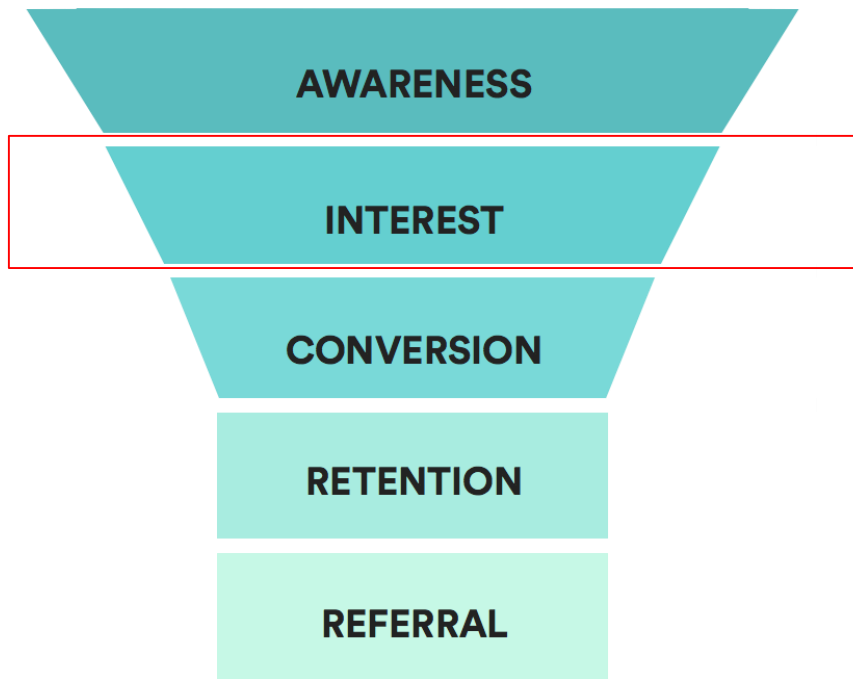 AWARENESS
INTEREST
CONVERSION
RETENTION
REFERRAL